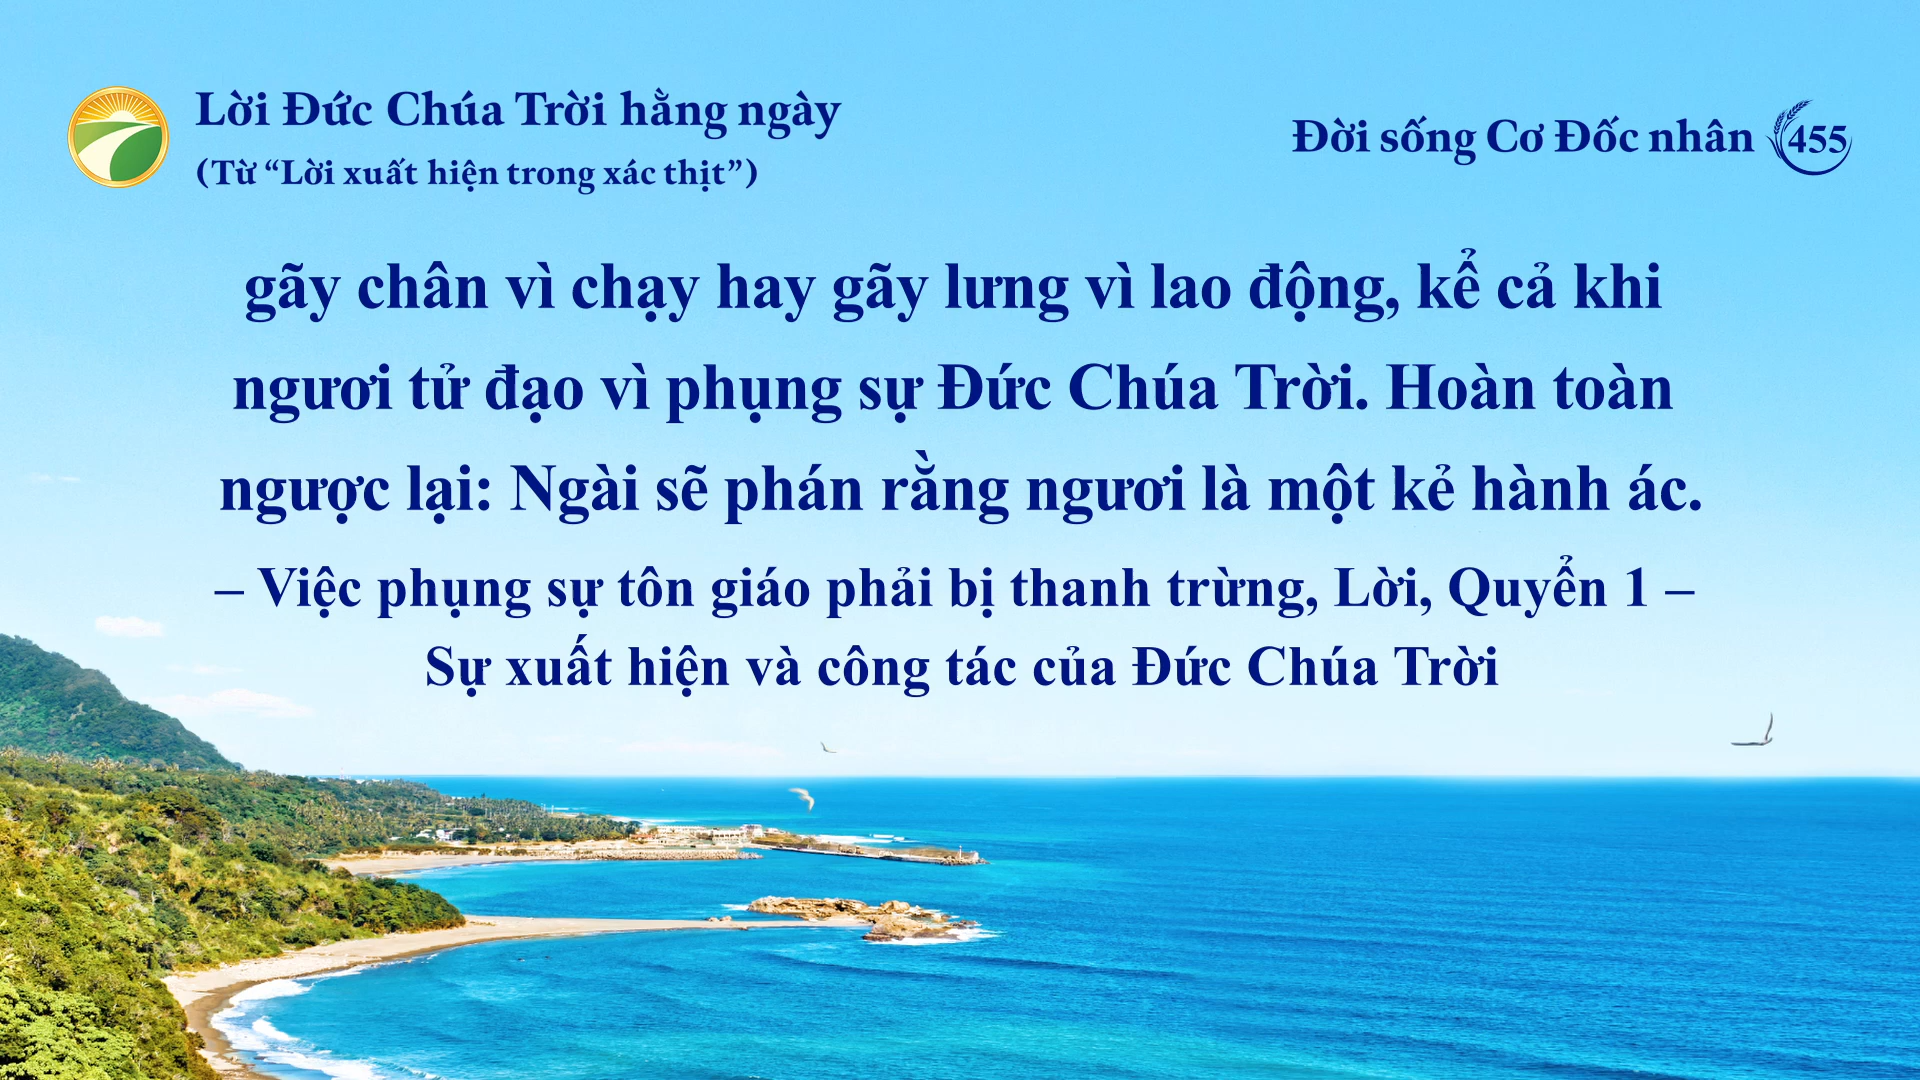 Lời Đức Chúa Trời hằng ngày
(Từ “Lời xuất hiện trong xác thịt”)
Đời sống Cơ Đốc nhân 455
gãy chân vì chạy hay gãy lưng vì lao động, kể cả khi
ngươi tử đạo vì phụng sự Đức Chúa Trời. Hoàn toàn
ngược lại: Ngài sẽ phán rằng ngươi là một kẻ hành ác.
– Việc phụng sự tôn giáo phải bị thanh trừng, Lời, Quyển 1 –
Sự xuất hiện và công tác của Đức Chúa Trời